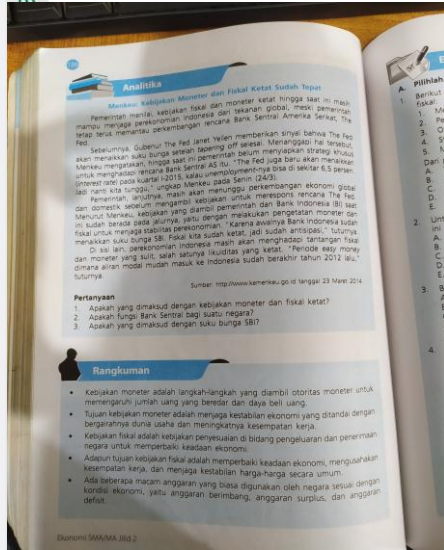 Analitika
Menkeu: Kebijakan Moneter dan Fiskal Ketat Sudah Tepat
Pemerintah menilai, kebijakan fiskal dan moneter ketat hingga saat ini masih
mampu menjaga perekonomian Indonesia dari tekanan global, meski pemerintah
tetap terus memantau perkembangan rencana Bank Sentral Amerika Serikat, The
Fed.
Sebelumnya, Gubernur The Fed Janet Yellen memberikan sinyal bahwa The Fed
akan menaikkan suku bunga setelah tapering off selesai. Menanggapi hal tersebut,
Menkeu mengatakan, hingga saat ini pemerintah belum menyiapkan strategi khusus
untuk menghadapi rencana Bank Sentral AS itu. "The Fed juga baru akan menaikkan
(interest rate) pada kuartal I-2015, kalau unemployment-nya bisa di sekitar 6,5 persen.
Jadi nanti kita tunggu," ungkap Menkeu pada Senin (24/3).
Pemerintah, lanjutnya, masih akan menunggu perkembangan ekonomi global
dan domestik sebelum mengambil kebijakan untuk merespons rencana The Fed.
Menurut Menkeu, kebijakan yang diambil pemerintah dan Bank Indonesia (BI) saat
ini sudah berada pada jalurnya, yaitu dengan melakukan pengetatan moneter dan
fiskal untuk menjaga stabilitas perekonomian. "Karena awalnya Bank Indonesia sudah
menaikkan suku bunga SBI. Fiskal kita sudah ketat, jadi sudah antisipasi," tuturnya.
Di sisi lain, perekonomian Indonesia masih akan menghadapi tantangan fiskal
dan moneter yang sulit, salah satunya likuiditas yang ketat. "Periode easy money
dimana aliran modal mudah masuk ke Indonesia sudah berakhir tahun 2012 lalu,"
tuturnya.
Sumber: http://www.kemenkeu.go.id tanggal 23 Maret 2014
Pertanyaan
1. Apakah yang dimaksud dengan kebijakan moneter dan fiskal ketat?
2. Apakah fungsi Bank Sentral bagi suatu negara?
3. Apakah yang dimaksud dengan suku bunga SBI?
Rangkuman
• Kebijakan moneter adalah langkah-langkah yang diambil otoritas moneter untuk
memengaruhi jumlah uang yang beredar dan daya beli uang.
• Tujuan kebijakan moneter adalah menjaga kestabilan ekonomi yang ditandai dengan
bergairahnya dunia usaha dan meningkatnya kesempatan kerja.
• Kebijakan fiskal adalah kebijakan penyesuaian di bidang pengeluaran dan penerimaan
negara untuk memperbaiki keadaan ekonomi.
• Adapun tujuan kebijakan fiskal adalah memperbaiki keadaan ekonomi, mengusahakan
kesempatan kerja, dan menjaga kestabilan harga-harga secara umum.
• Ada beberapa macam anggaran yang biasa digunakan oleh negara sesuai dengan
kondisi ekonomi, yaitu anggaran berimbang, anggaran surplus, dan anggaran
defisit.
Ekonomi SMA/MA Jilid 2
A. Pilihlah
1. Berikut
fiskal.